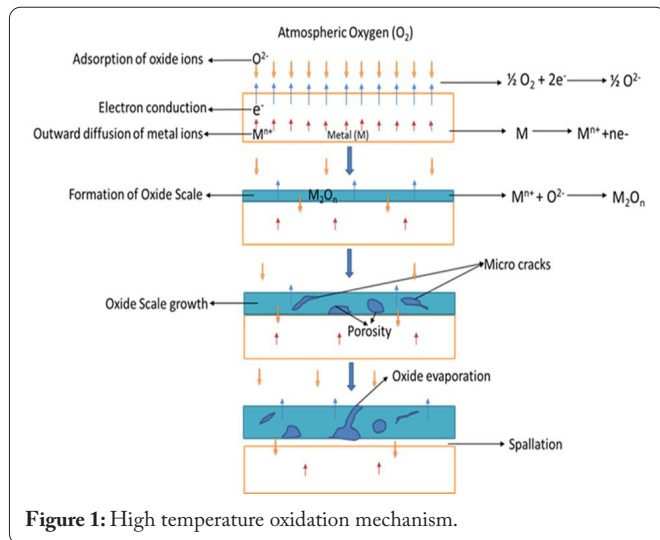 Atmospheric Oxygen (O₂)
Adsorption of oxide ions
O²⁻
½ O₂ + 2e⁻ → ½ O²⁻
Electron conduction
e⁻
Outward diffusion of metal ions
Mⁿ⁺
Metal (M)
M → Mⁿ⁺ +ne-
Formation of Oxide Scale
M₂Oₙ
Mⁿ⁺ + O²⁻ → M₂Oₙ
Micro cracks
Oxide Scale growth
Porosity
Oxide evaporation
Spallation
Figure 1: High temperature oxidation mechanism.